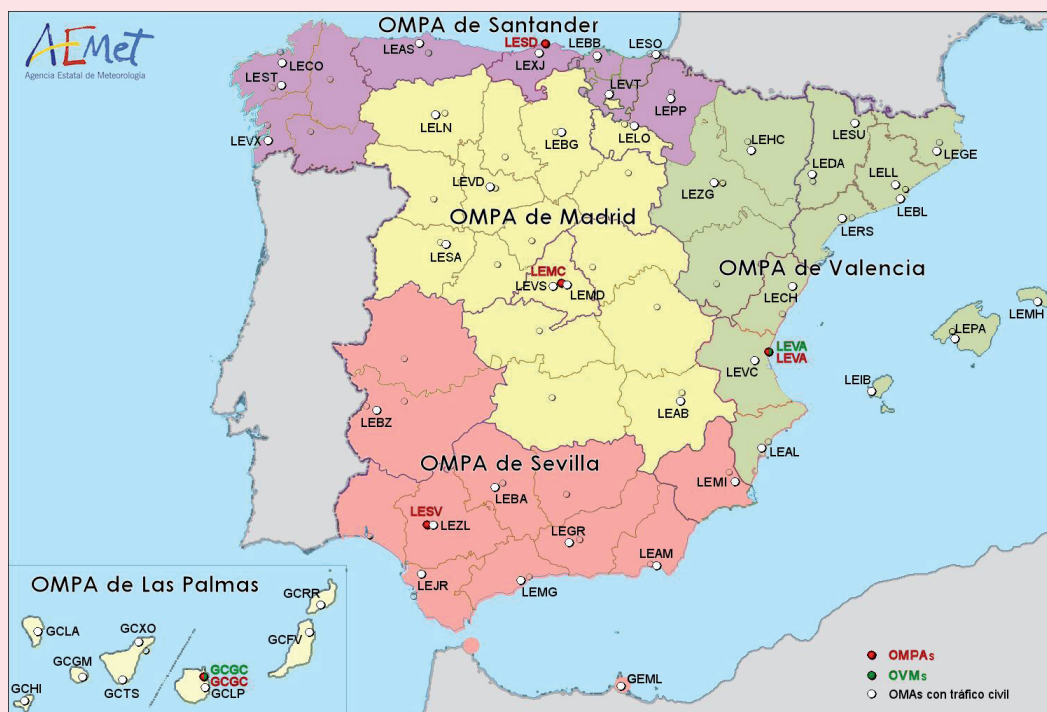 OMPA de Santander
AEMet
Agencia Estatal de Meteorología
LEAS
LESD
LEXJ
LEBB
LESO
LECO
LEST
LEVT
LEPP
LEVX
LELN
LEBG
LELO
LEHC
LESU
LEGE
LEDA
LELL
LEVD
LEZG
LEBL
OMPA de Madrid
LERS
LESA
LEMC
LEVS
LEMD
OMPA de Valencia
LECH
LEMH
LEPA
LEVA
LEVA
LEVC
LEIB
LEBZ
LEAB
LEAL
OMPA de Sevilla
LEMI
LEBA
LESV
LEZL
LEGR
LEAM
LEJR
LEMG
OMPA de Las Palmas
GCRR
GCLA
GCXO
GCFV
GCGM
GCGC
GCGC
GCHI
GCTS
GCLP
GEML
OMPAs
OVMs
OMAs con tráfico civil